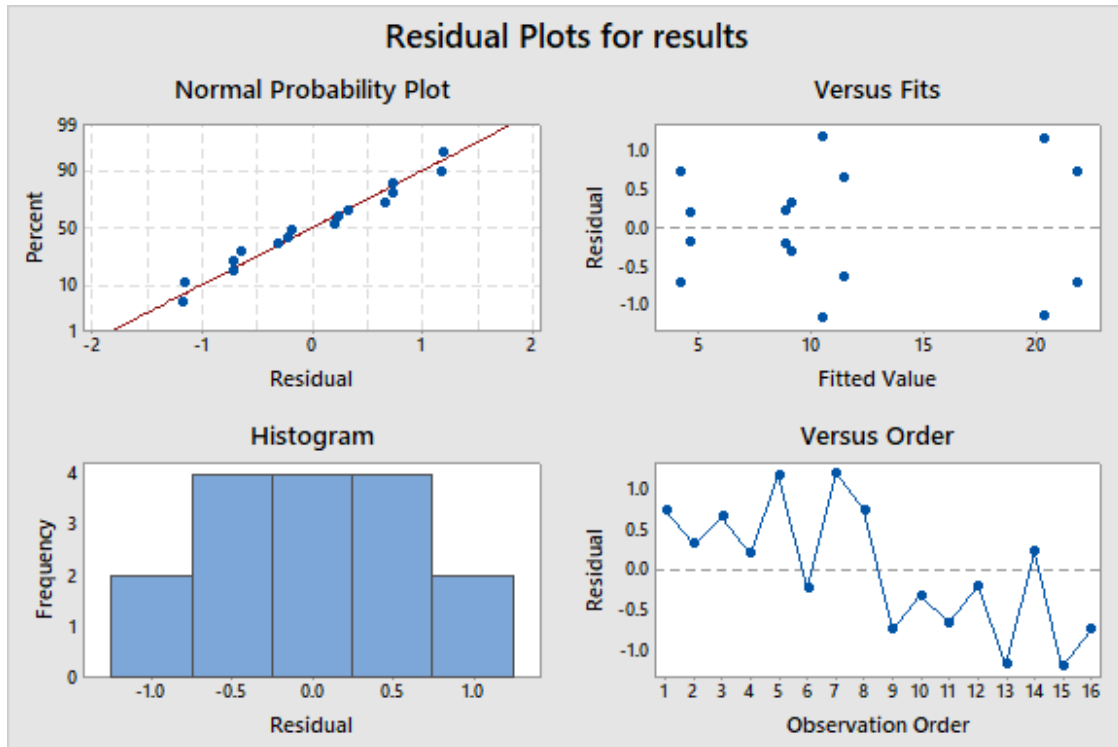 Residual Plots for results
Normal Probability Plot
99
90
50
10
1
Percent
-2 -1 0 1 2
Residual
Versus Fits
1.0
0.5
0.0
-0.5
-1.0
Residual
5 10 15 20
Fitted Value
Histogram
4
3
2
1
0
Frequency
-1.0 -0.5 0.0 0.5 1.0
Residual
Versus Order
1.0
0.5
0.0
-0.5
-1.0
Residual
1 2 3 4 5 6 7 8 9 10 11 12 13 14 15 16
Observation Order